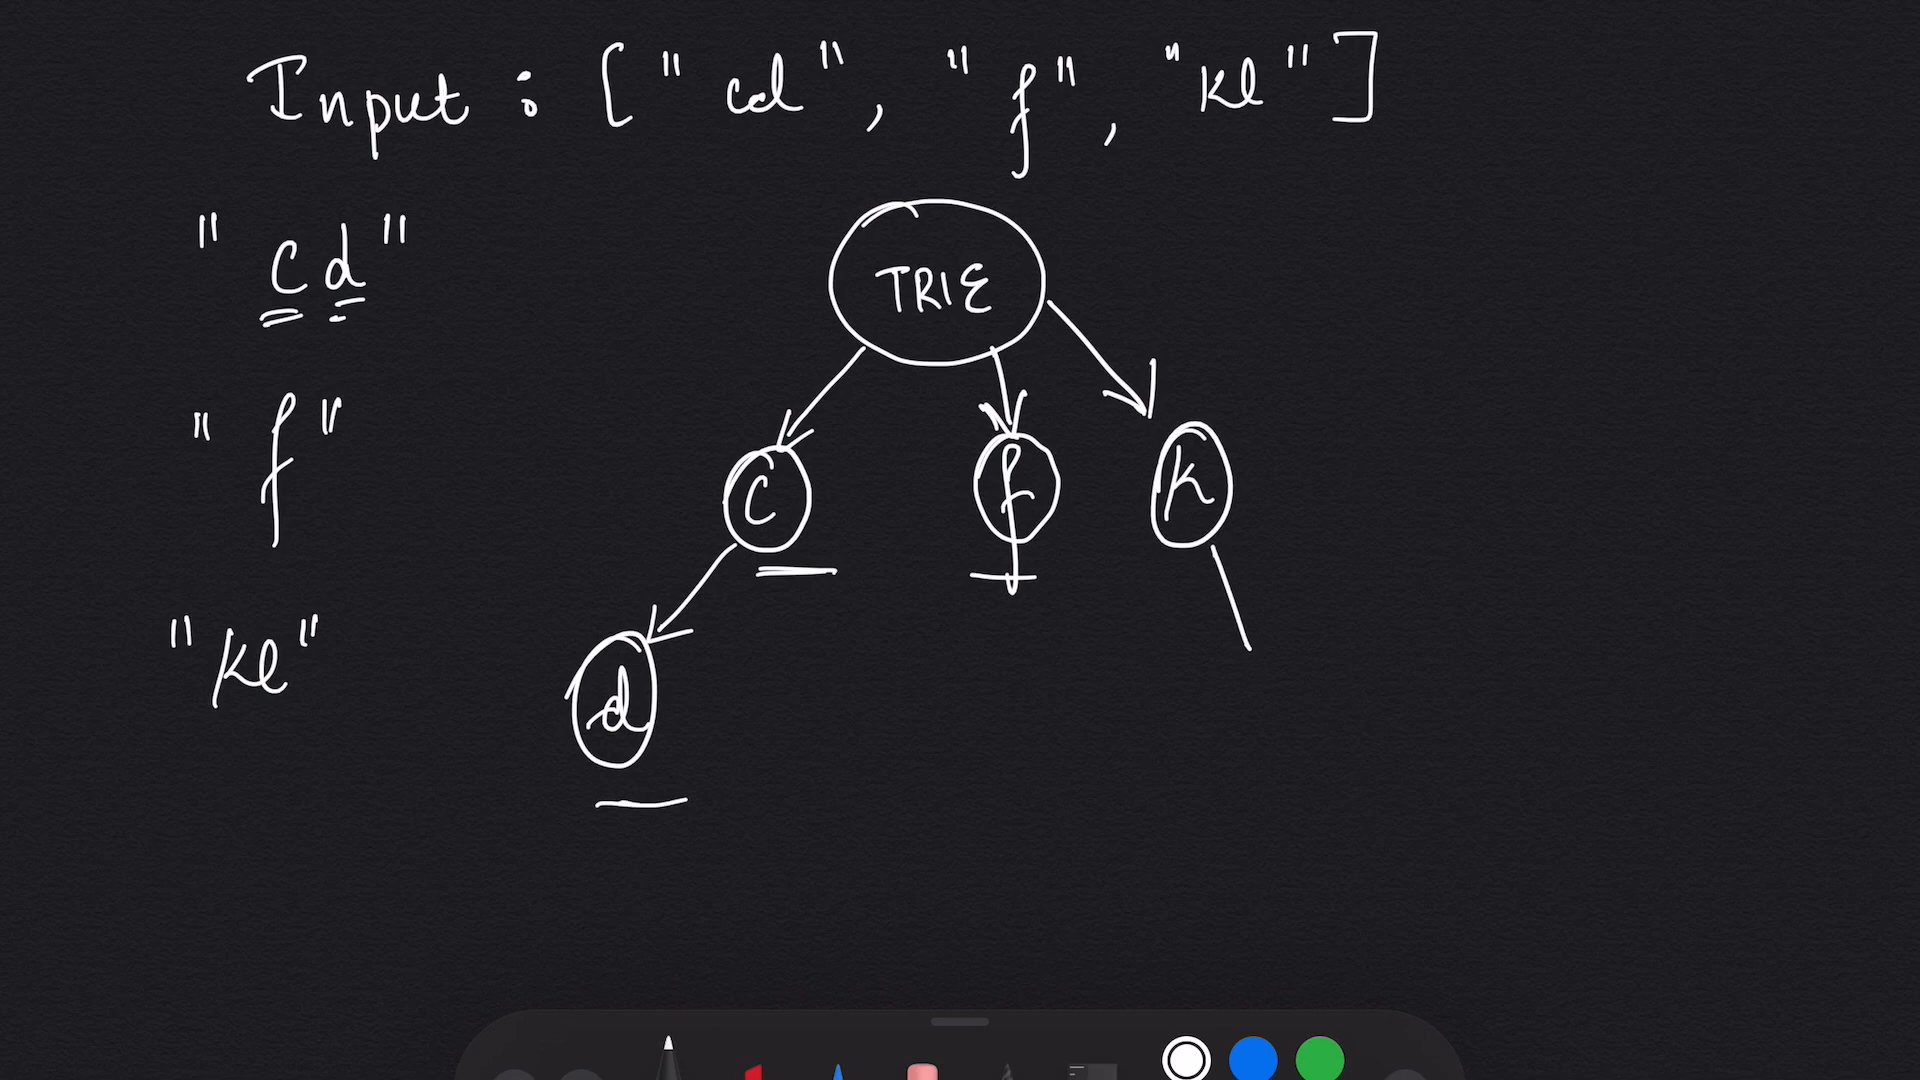 Input : ["cd", "f", "kl"]
"cd"
TRIE
"f"
c f k
"kl"
d